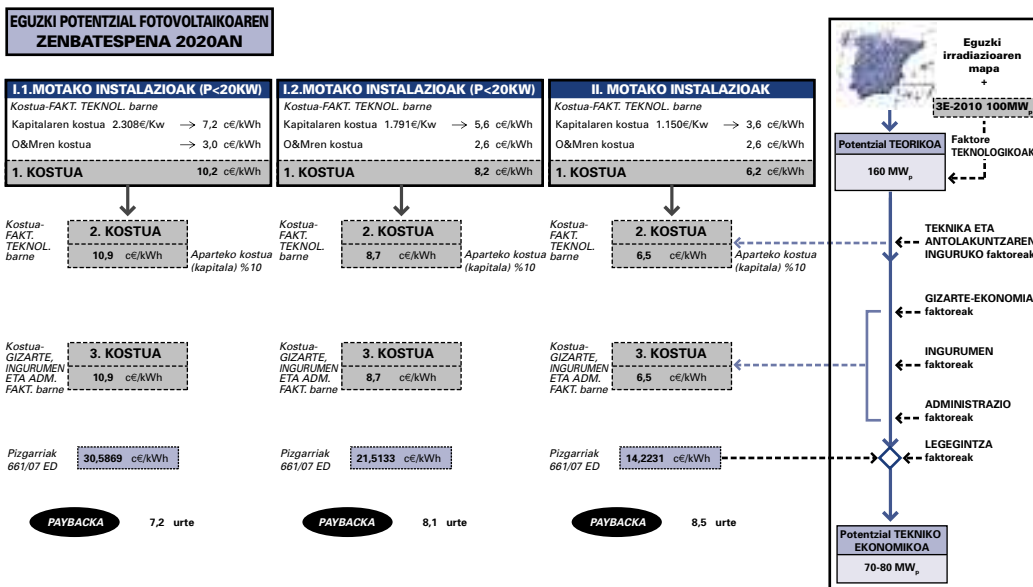 EGUZKI POTENTZIAL FOTOVOLTAIKOAREN
ZENBATESPENA 2020AN
I.1.MOTAKO INSTALAZIOAK (P<20KW)
Kostua-FAKT. TEKNOL. barne
Kapitalaren kostua 2.308€/Kw → 7,2 c€/kWh
O&Mren kostua → 3,0 c€/kWh
1. KOSTUA 10,2 c€/kWh
Kostua-
FAKT.
TEKNOL.
barne
2. KOSTUA
10,9 c€/kWh
Aparteko kostua
(kapitala) %10
Kostua-
GIZARTE,
INGURUMEN
ETA ADM.
FAKT. barne
3. KOSTUA
10,9 c€/kWh
Pizgarriak
661/07 ED
30,5869 c€/kWh
PAYBACKA 7,2 urte
I.2.MOTAKO INSTALAZIOAK (P<20KW)
Kostua-FAKT. TEKNOL. barne
Kapitalaren kostua 1.791€/Kw → 5,6 c€/kWh
O&Mren kostua 2,6 c€/kWh
1. KOSTUA 8,2 c€/kWh
Kostua-
FAKT.
TEKNOL.
barne
2. KOSTUA
8,7 c€/kWh
Aparteko kostua
(kapitala) %10
Kostua-
GIZARTE,
INGURUMEN
ETA ADM.
FAKT. barne
3. KOSTUA
8,7 c€/kWh
Pizgarriak
661/07 ED
21,5133 c€/kWh
PAYBACKA 8,1 urte
II. MOTAKO INSTALAZIOAK
Kostua-FAKT. TEKNOL. barne
Kapitalaren kostua 1.150€/Kw → 3,6 c€/kWh
O&Mren kostua 2,6 c€/kWh
1. KOSTUA 6,2 c€/kWh
Kostua-
FAKT.
TEKNOL.
barne
2. KOSTUA
6,5 c€/kWh
Aparteko kostua
(kapitala) %10
Kostua-
GIZARTE,
INGURUMEN
ETA ADM.
FAKT. barne
3. KOSTUA
6,5 c€/kWh
Pizgarriak
661/07 ED
14,2231 c€/kWh
PAYBACKA 8,5 urte
Eguzki
irradiazioaren
mapa
+
3E-2010 100MWp
Potentzial TEORIKOA
160 MWp
Faktore
TEKNOLOGIKOAK
TEKNIKA ETA
ANTOLAKUNTZAREN
INGURUKO faktoreak
GIZARTE-EKONOMIA
faktoreak
INGURUMEN
faktoreak
ADMINISTRAZIO
faktoreak
LEGEGINTZA
faktoreak
Potentzial TEKNIKO
EKONOMIKOA
70-80 MWp